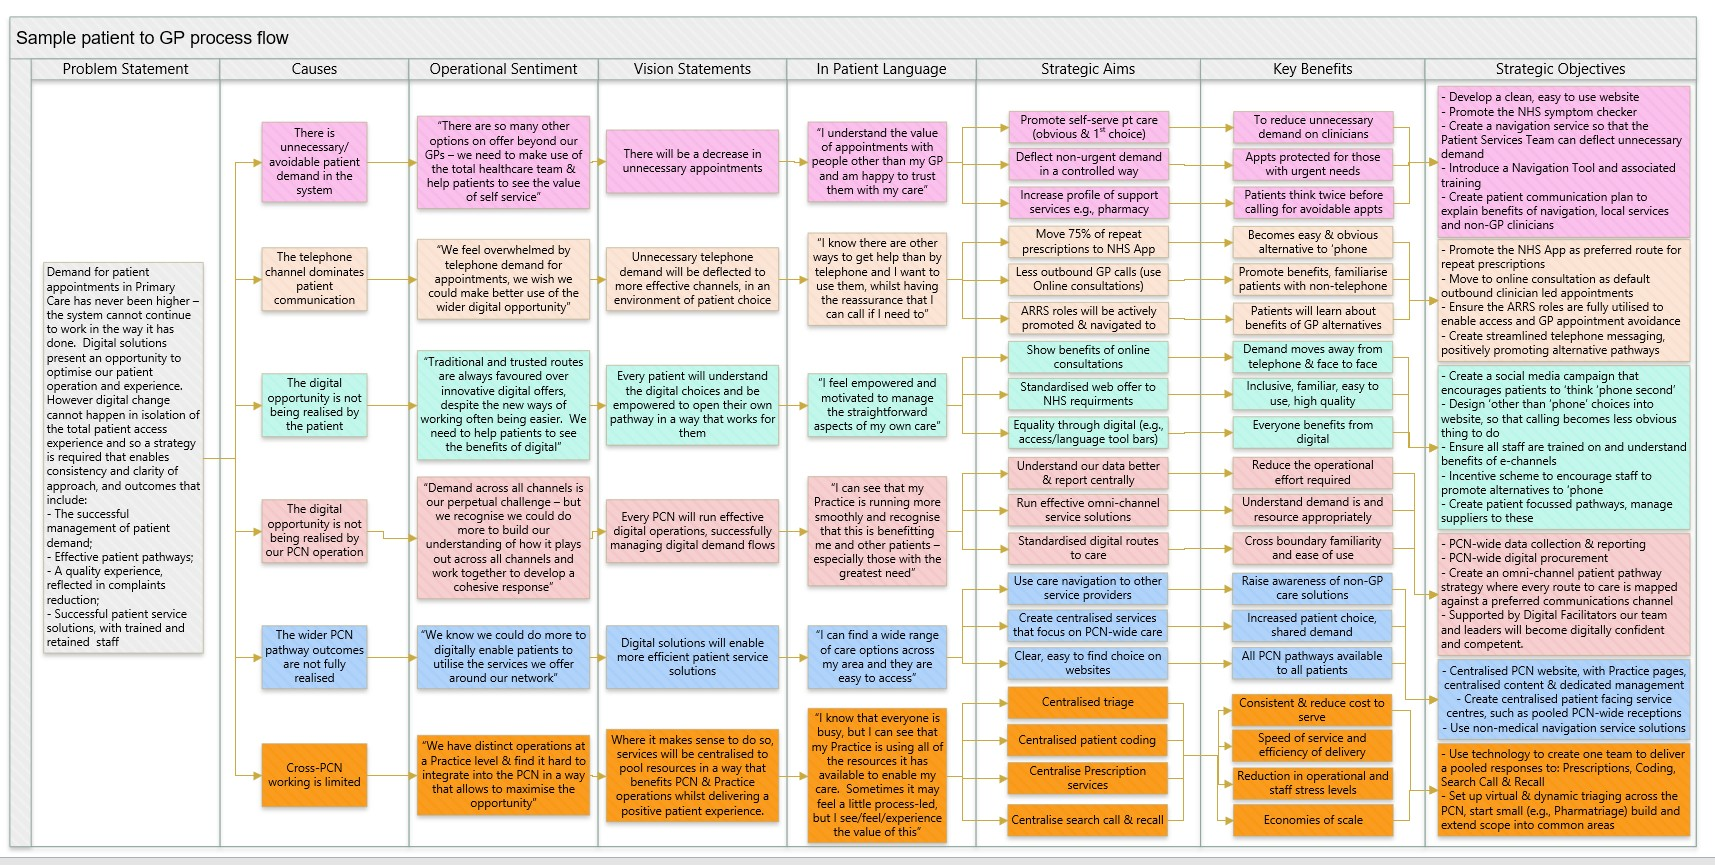 Sample patient to GP process flow
Problem Statement
Causes
Operational Sentiment
Vision Statements
In Patient Language
Strategic Aims
Key Benefits
Strategic Objectives
Demand for patient
appointments in Primary
Care has never been higher –
the system cannot continue
to work in the way it has
done.  Digital solutions
present an opportunity to
optimise our patient
operation and experience.
However digital change
cannot happen in isolation of
the total patient access
experience and so a strategy
is required that enables
consistency and clarity of
approach, and outcomes that
include:
- The successful
management of patient
demand;
- Effective patient pathways;
- A quality experience,
reflected in complaints
reduction;
- Successful patient service
solutions, with trained and
retained  staff
There is
unnecessary/
avoidable patient
demand in the
system
“There are so many other
options on offer beyond our
GPs – we need to make use of
the total healthcare team &
help patients to see the value
of self service”
There will be a decrease in
unnecessary appointments
“I understand the value
of appointments with
people other than my GP
and am happy to trust
them with my care”
Promote self-serve pt care
(obvious & 1st choice)
Deflect non-urgent demand
in a controlled way
Increase profile of support
services e.g., pharmacy
To reduce unnecessary
demand on clinicians
Appts protected for those
with urgent needs
Patients think twice before
calling for avoidable appts
- Develop a clean, easy to use website
- Promote the NHS symptom checker
- Create a navigation service so that the
Patient Services Team can deflect unnecessary
demand
- Introduce a Navigation Tool and associated
training
- Create patient communication plan to
explain benefits of navigation, local services
and non-GP clinicians
The telephone
channel dominates
patient
communication
“We feel overwhelmed by
telephone demand for
appointments, we wish we
could make better use of the
wider digital opportunity”
Unnecessary telephone
demand will be deflected to
more effective channels, in an
environment of patient choice
“I know there are other
ways to get help than by
telephone and I want to
use them, whilst having
the reassurance that I
can call if I need to”
Move 75% of repeat
prescriptions to NHS App
Less outbound GP calls (use
Online consultations)
ARRS roles will be actively
promoted & navigated to
Becomes easy & obvious
alternative to ‘phone
Promote benefits, familiarise
patients with non-telephone
Patients will learn about
benefits of GP alternatives
- Promote the NHS App as preferred route for
repeat prescriptions
- Move to online consultation as default
outbound clinician led appointments
- Ensure the ARRS roles are fully utilised to
enable access and GP appointment avoidance
- Create streamlined telephone messaging,
positively promoting alternative pathways
The digital
opportunity is not
being realised by
the patient
“Traditional and trusted routes
are always favoured over
innovative digital offers,
despite the new ways of
working often being easier.  We
need to help patients to see
the benefits of digital”
Every patient will understand
the digital choices and be
empowered to open their own
pathway in a way that works for
them
“I feel empowered and
motivated to manage
the straightforward
aspects of my own care”
Show benefits of online
consultations
Standardised web offer to
NHS requirments
Equality through digital (e.g.,
access/language tool bars)
Demand moves away from
telephone & face to face
Inclusive, familiar, easy to
use, high quality
Everyone benefits from
digital
- Create a social media campaign that
encourages patients to ‘think ‘phone second’
- Design ‘other than ‘phone’ choices into
website, so that calling becomes less obvious
thing to do
- Ensure all staff are trained on and understand
benefits of e-channels
- Incentive scheme to encourage staff to
promote alternatives to ‘phone
- Create patient focussed pathways, manage
suppliers to these
The digital
opportunity is not
being realised by
our PCN operation
“Demand across all channels is
our perpetual challenge – but
we recognise we could do
more to build our
understanding of how it plays
out across all channels and
work together to develop a
cohesive response”
Every PCN will run effective
digital operations, successfully
managing digital demand flows
“I can see that my
Practice is running more
smoothly and recognise
that this is benefitting
me and other patients –
especially those with the
greatest need”
Understand our data better
& report centrally
Run effective omni-channel
service solutions
Standardised digital routes
to care
Reduce the operational
effort required
Understand demand is and
resource appropriately
Cross boundary familiarity
and ease of use
- PCN-wide data collection & reporting
- PCN-wide digital procurement
- Create an omni-channel patient pathway
strategy where every route to care is mapped
against a preferred communications channel
- Supported by Digital Facilitators our team
and leaders will become digitally confident
and competent.
The wider PCN
pathway outcomes
are not fully
realised
“We know we could do more to
digitally enable patients to
utilise the services we offer
around our network”
Digital solutions will enable
more efficient patient service
solutions
“I can find a wide range
of care options across
my area and they are
easy to access”
Use care navigation to other
service providers
Create centralised services
that focus on PCN-wide care
Clear, easy to find choice on
websites
Raise awareness of non-GP
care solutions
Increased patient choice,
shared demand
All PCN pathways available
to all patients
- Centralised PCN website, with Practice pages,
centralised content & dedicated management
- Create centralised patient facing service
centres, such as pooled PCN-wide receptions
- Use non-medical navigation service solutions
Cross-PCN
working is limited
“We have distinct operations at
a Practice level & find it hard to
integrate into the PCN in a way
that allows to maximise the
opportunity”
Where it makes sense to do so,
services will be centralised to
pool resources in a way that
benefits PCN & Practice
operations whilst delivering a
positive patient experience.
“I know that everyone is
busy, but I can see that
my Practice is using all of
the resources it has
available to enable my
care.  Sometimes it may
feel a little process-led,
but I see/feel/experience
the value of this”
Centralised triage
Centralised patient coding
Centralise Prescription
services
Centralise search call & recall
Consistent & reduce cost to
serve
Speed of service and
efficiency of delivery
Reduction in operational and
staff stress levels
Economies of scale
- Use technology to create one team to deliver
a pooled responses to: Prescriptions, Coding,
Search Call & Recall
- Set up virtual & dynamic triaging across the
PCN, start small (e.g., Pharmatriage) build and
extend scope into common areas